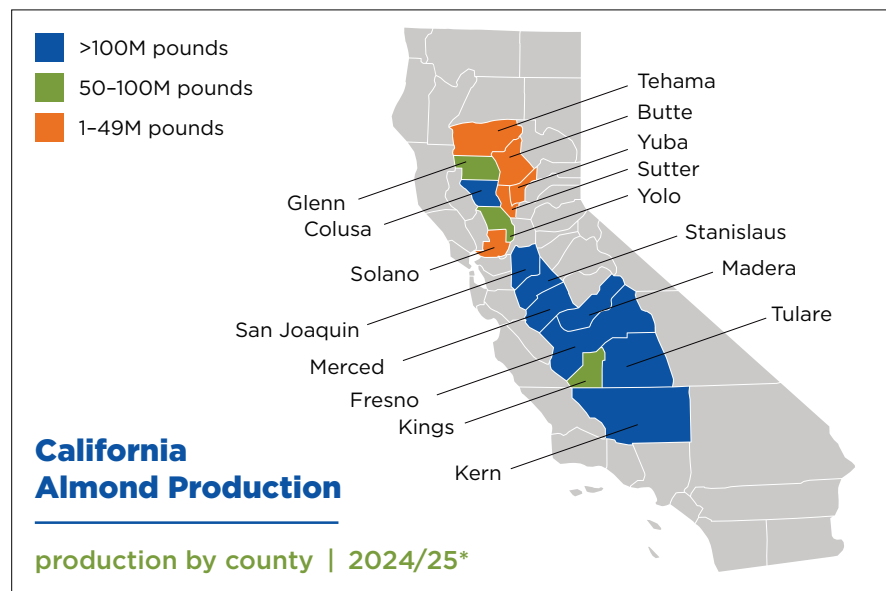 >100M pounds
50–100M pounds
1–49M pounds
Tehama
Butte
Yuba
Sutter
Yolo
Glenn
Colusa
Solano
Stanislaus
Madera
San Joaquin
Tulare
Merced
Fresno
Kings
Kern
California
Almond Production
production by county | 2024/25*